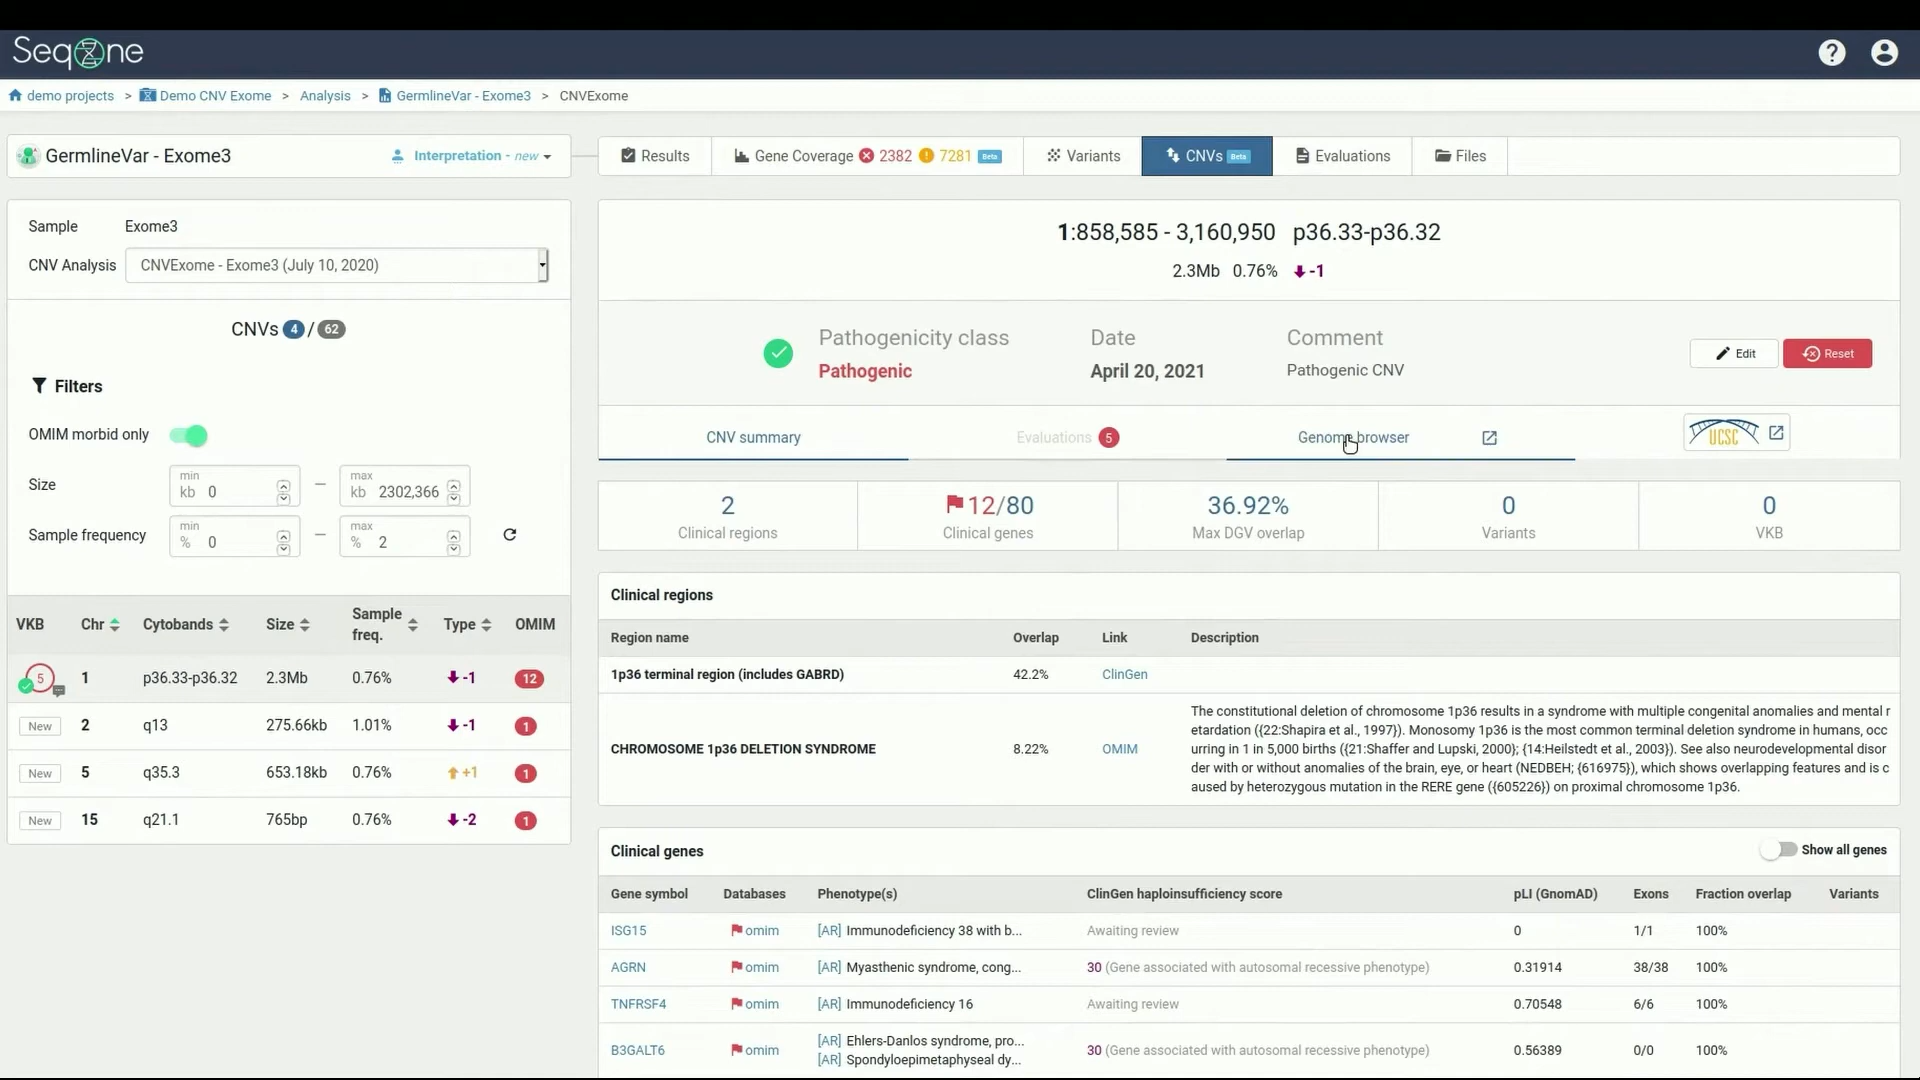 SeqOne
demo projects > Demo CNV Exome > Analysis > GermlineVar - Exome3 > CNVExome
GermlineVar - Exome3 Interpretation - new
Results Gene Coverage 2382 7281 Beta Variants CNVs Beta Evaluations Files
Sample Exome3
CNV Analysis CNVExome - Exome3 (July 10, 2020)
CNVs 4 / 62
Filters
OMIM morbid only
Size min kb 0 – max kb 2302,366
Sample frequency min % 0 – max % 2
VKB Chr Cytobands Size Sample freq. Type OMIM
5 1 p36.33-p36.32 2.3Mb 0.76% -1 12
New 2 q13 275.66kb 1.01% -1 1
New 5 q35.3 653.18kb 0.76% +1 1
New 15 q21.1 765bp 0.76% -2 1
1:858,585 - 3,160,950 p36.33-p36.32
2.3Mb 0.76% -1
Pathogenicity class Date Comment
Pathogenic April 20, 2021 Pathogenic CNV
Edit Reset
CNV summary Evaluations 5 Genome browser UCSC
2 12/80 36.92% 0 0
Clinical regions Clinical genes Max DGV overlap Variants VKB
Clinical regions
Region name Overlap Link Description
1p36 terminal region (includes GABRD) 42.2% ClinGen
CHROMOSOME 1p36 DELETION SYNDROME 8.22% OMIM
The constitutional deletion of chromosome 1p36 results in a syndrome with multiple congenital anomalies and mental r
etardation ({22:Shapira et al., 1997}). Monosomy 1p36 is the most common terminal deletion syndrome in humans, occ
urring in 1 in 5,000 births ({21:Shaffer and Lupski, 2000}; {14:Heilstedt et al., 2003}). See also neurodevelopmental disor
der with or without anomalies of the brain, eye, or heart (NEDBEH; {616975}), which shows overlapping features and is c
aused by heterozygous mutation in the RERE gene ({605226}) on proximal chromosome 1p36.
Clinical genes Show all genes
Gene symbol Databases Phenotype(s) ClinGen haploinsufficiency score pLI (GnomAD) Exons Fraction overlap Variants
ISG15 omim [AR] Immunodeficiency 38 with b... Awaiting review 0 1/1 100%
AGRN omim [AR] Myasthenic syndrome, cong... 30 (Gene associated with autosomal recessive phenotype) 0.31914 38/38 100%
TNFRSF4 omim [AR] Immunodeficiency 16 Awaiting review 0.70548 6/6 100%
B3GALT6 omim [AR] Ehlers-Danlos syndrome, pro... 30 (Gene associated with autosomal recessive phenotype) 0.56389 0/0 100%
[AR] Spondyloepimetaphyseal dy...